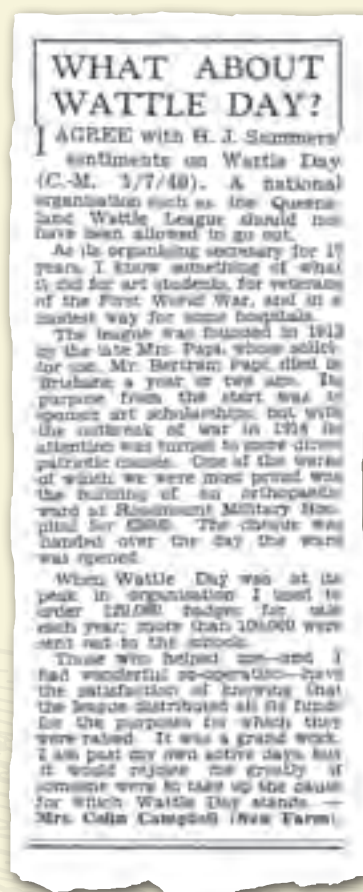 WHAT ABOUT
WATTLE DAY?
I AGREE with H. J. Summers'
sentiments on Wattle Day
(C.-M. /7/49). A national
organisation such as the Queens-
land Wattle League should not
have been allowed to go out.
As its organising secretary for 17
years, I know something of what
it did for art students, for veterans
of the First World War, and in a
modest way for some hospitals.
The league was founded in 1912
by the late Mrs. Papi, whose solici-
tor son, Mr. Bertram Papi, died in
Brisbane a year or two ago. Its
purpose from the start was to
sponsor art scholarships, but with
the outbreak of war in 1914 its
attention was turned to more direct
patriotic causes. One of the works
of which we were most proud was
the building of an orthopaedic
ward at Rosemount Military Hos-
pital for The cheque was
handed over the day the ward
was opened.
When Wattle Day was at its
peak in organisation I used to
order badges for sale
each year; more than 100,000 were
sent out to the schools.
Those who helped me—and I
had wonderful co-operation—have
the satisfaction of knowing that
the league distributed all its funds
for the purposes for which they
were raised. It was a grand work.
I am past my own active days, but
it would rejoice me greatly if
someone were to take up the cause
for which Wattle Day stands. —
Mrs. Colin Campbell (New Farm).